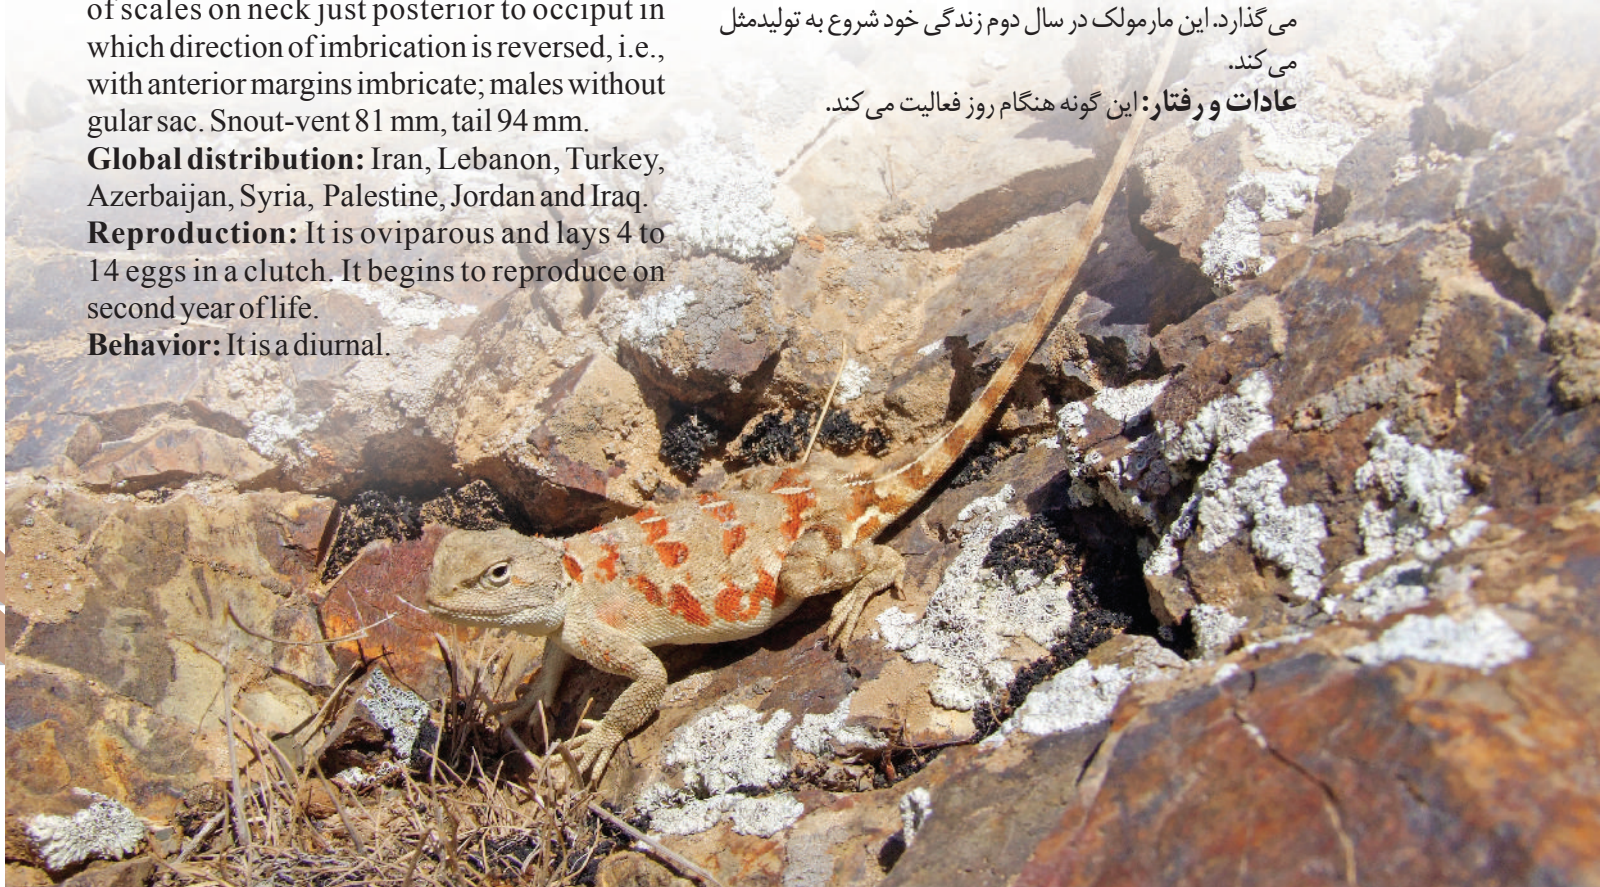 of scales on neck just posterior to occiput in
which direction of imbrication is reversed, i.e.,
with anterior margins imbricate; males without
gular sac. Snout-vent 81 mm, tail 94 mm.
Global distribution: Iran, Lebanon, Turkey,
Azerbaijan, Syria, Palestine, Jordan and Iraq.
Reproduction: It is oviparous and lays 4 to
14 eggs in a clutch. It begins to reproduce on
second year of life.
Behavior: It is a diurnal.
می‌گذارد. این مارمولک در سال دوم زندگی خود شروع به تولیدمثل
می‌کند.
عادات و رفتار: این گونه هنگام روز فعالیت می‌کند.